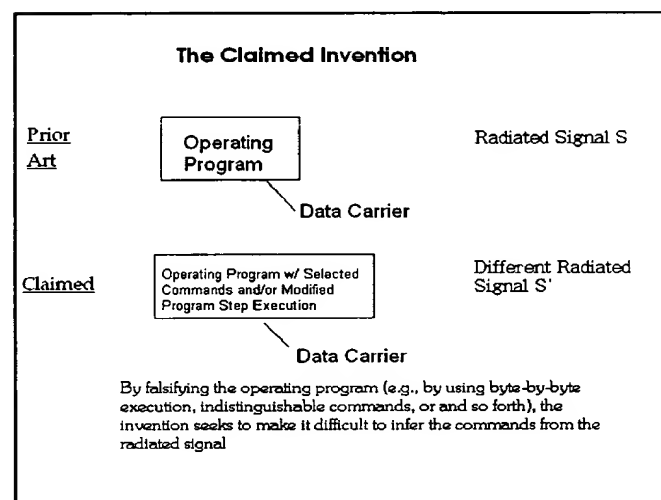 The Claimed Invention
Prior
Art
Operating
Program
Radiated Signal S
Data Carrier
Claimed
Operating Program w/ Selected
Commands and/or Modified
Program Step Execution
Different Radiated
Signal S'
Data Carrier
By falsifying the operating program (e.g., by using byte-by-byte
execution, indistinguishable commands, or and so forth), the
invention seeks to make it difficult to infer the commands from the
radiated signal